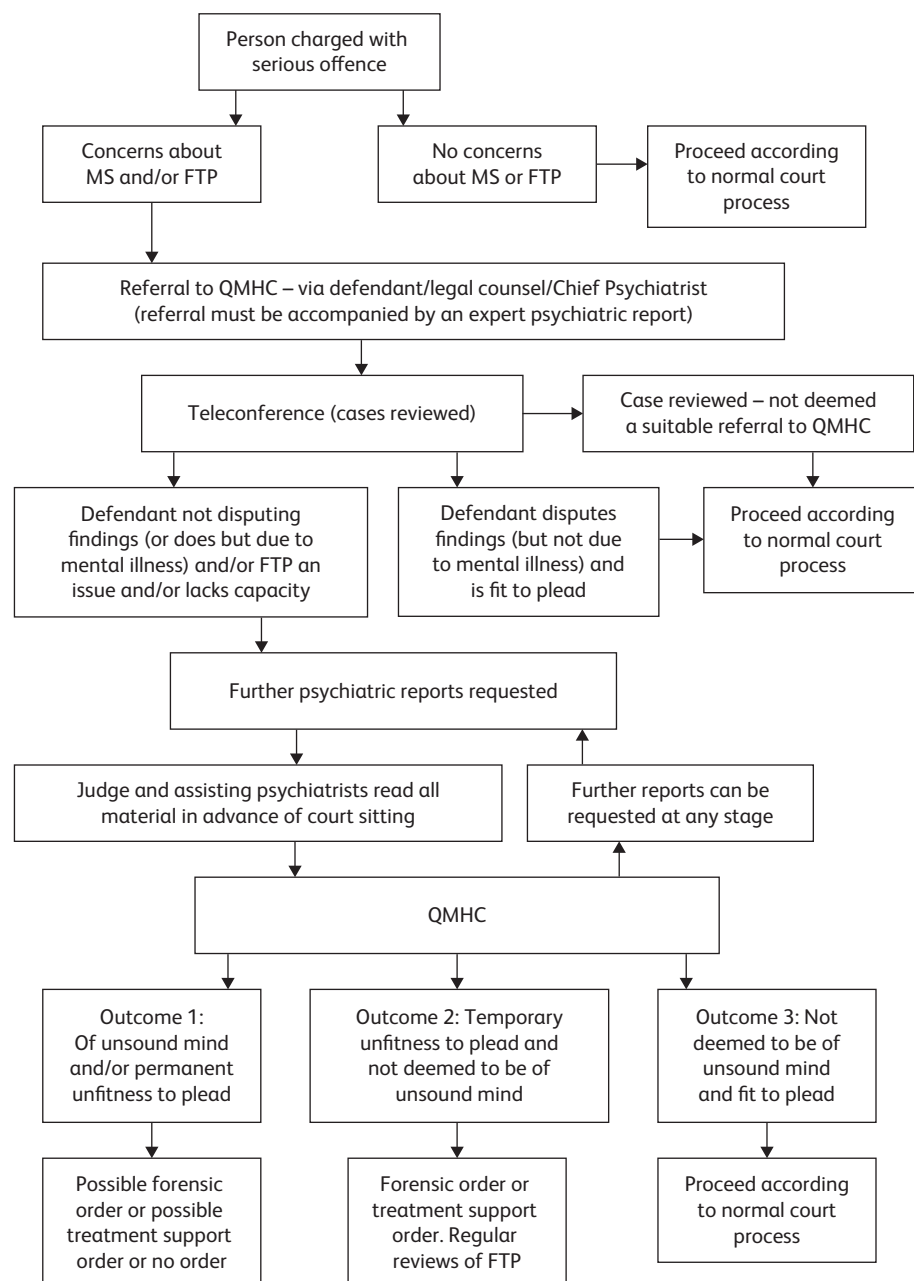 Person charged with
serious offence
Concerns about
MS and/or FTP
No concerns
about MS or FTP
Proceed according
to normal court
process
Referral to QMHC – via defendant/legal counsel/Chief Psychiatrist
(referral must be accompanied by an expert psychiatric report)
Teleconference (cases reviewed)
Case reviewed – not deemed
a suitable referral to QMHC
Defendant not disputing
findings (or does but due to
mental illness) and/or FTP an
issue and/or lacks capacity
Defendant disputes
findings (but not due
to mental illness) and
is fit to plead
Proceed according
to normal court
process
Further psychiatric reports requested
Judge and assisting psychiatrists read all
material in advance of court sitting
Further reports can be
requested at any stage
QMHC
Outcome 1:
Of unsound mind
and/or permanent
unfitness to plead
Outcome 2: Temporary
unfitness to plead and
not deemed to be of
unsound mind
Outcome 3: Not
deemed to be of
unsound mind
and fit to plead
Possible forensic
order or possible
treatment support
order or no order
Forensic order or
treatment support
order. Regular
reviews of FTP
Proceed according
to normal court
process